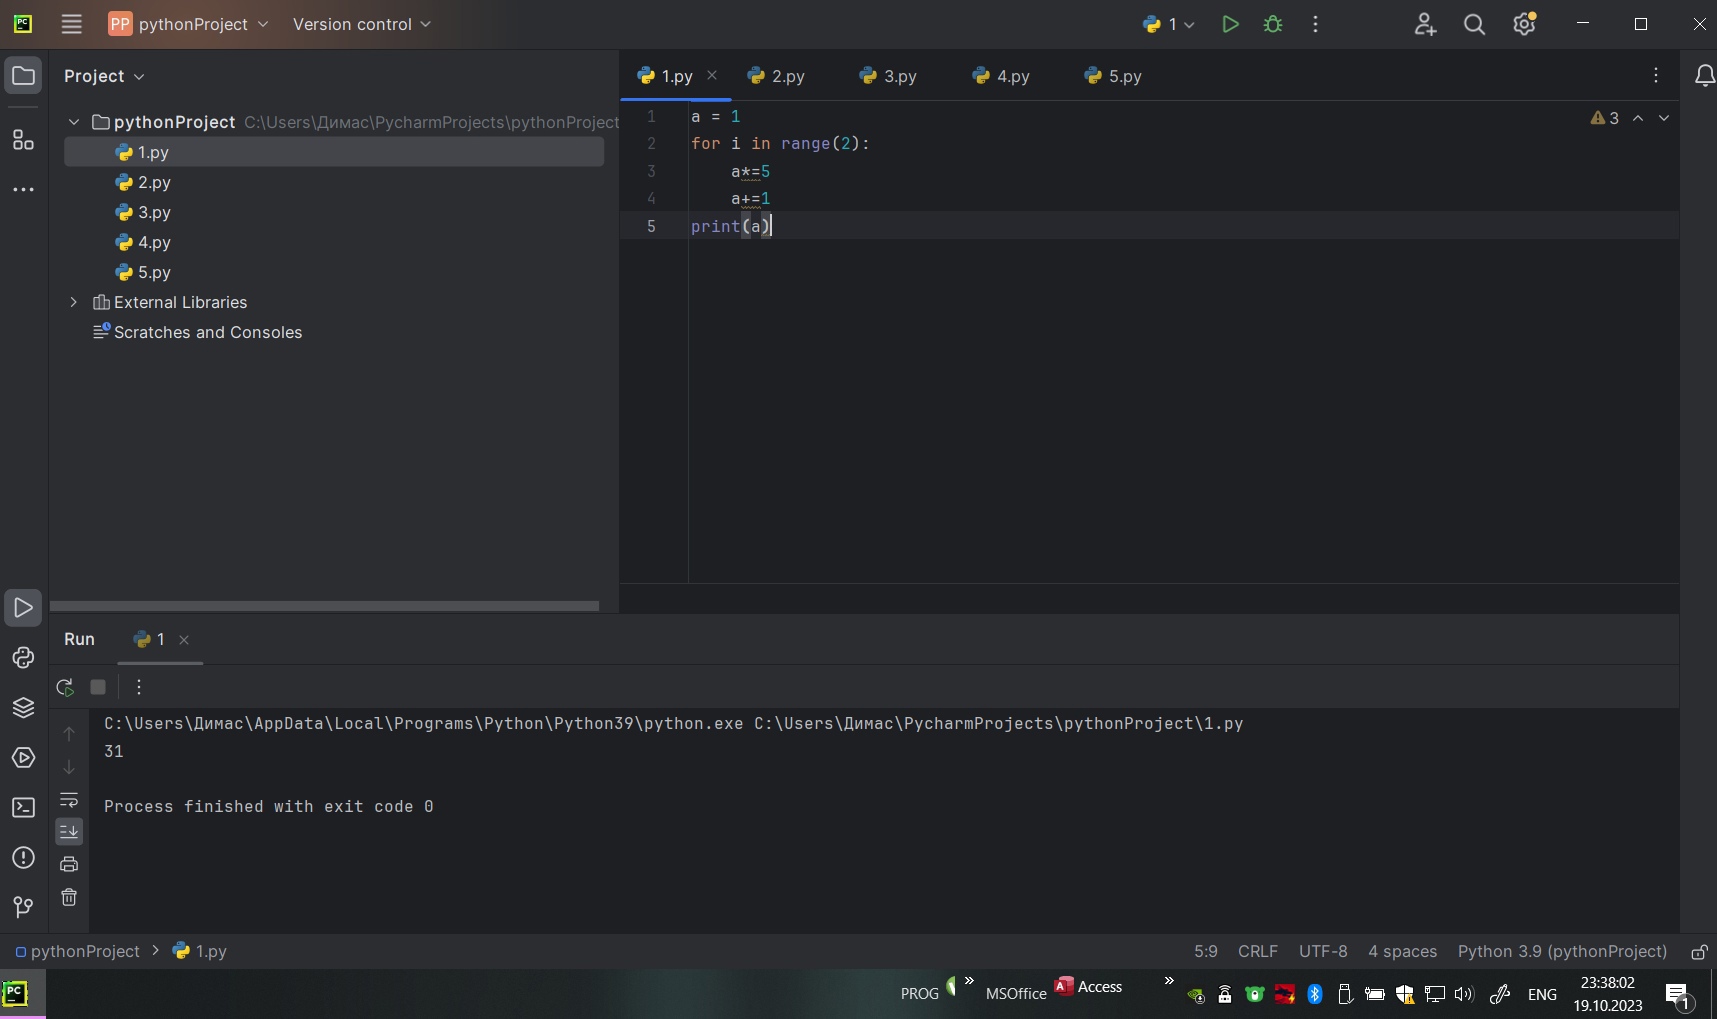 PC
PP pythonProject
Version control
1
Project
1.py
2.py
3.py
4.py
5.py
pythonProject C:\Users\Димас\PycharmProjects\pythonProject
1.py
2.py
3.py
4.py
5.py
External Libraries
Scratches and Consoles
3
1 a = 1
2 for i in range(2):
3 a*=5
4 a+=1
5 print(a)
Run
1
C:\Users\Димас\AppData\Local\Programs\Python\Python39\python.exe C:\Users\Димас\PycharmProjects\pythonProject\1.py
31
Process finished with exit code 0
pythonProject > 1.py
5:9 CRLF UTF-8 4 spaces Python 3.9 (pythonProject)
PC
PROG » MSOffice A Access » ENG
23:38:02
19.10.2023
1